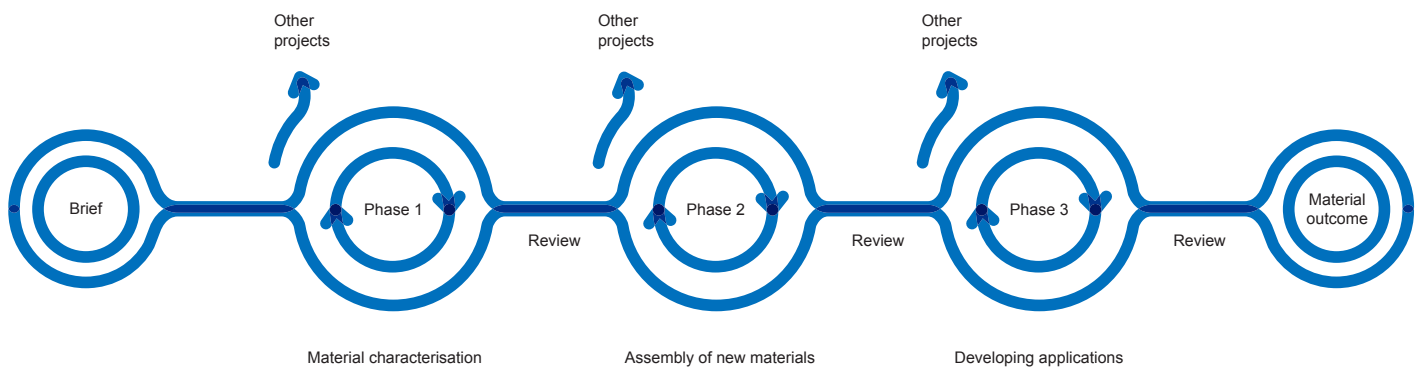 Other
projects
Other
projects
Other
projects
Brief
Phase 1
Phase 2
Phase 3
Material
outcome
Review
Review
Review
Material characterisation
Assembly of new materials
Developing applications